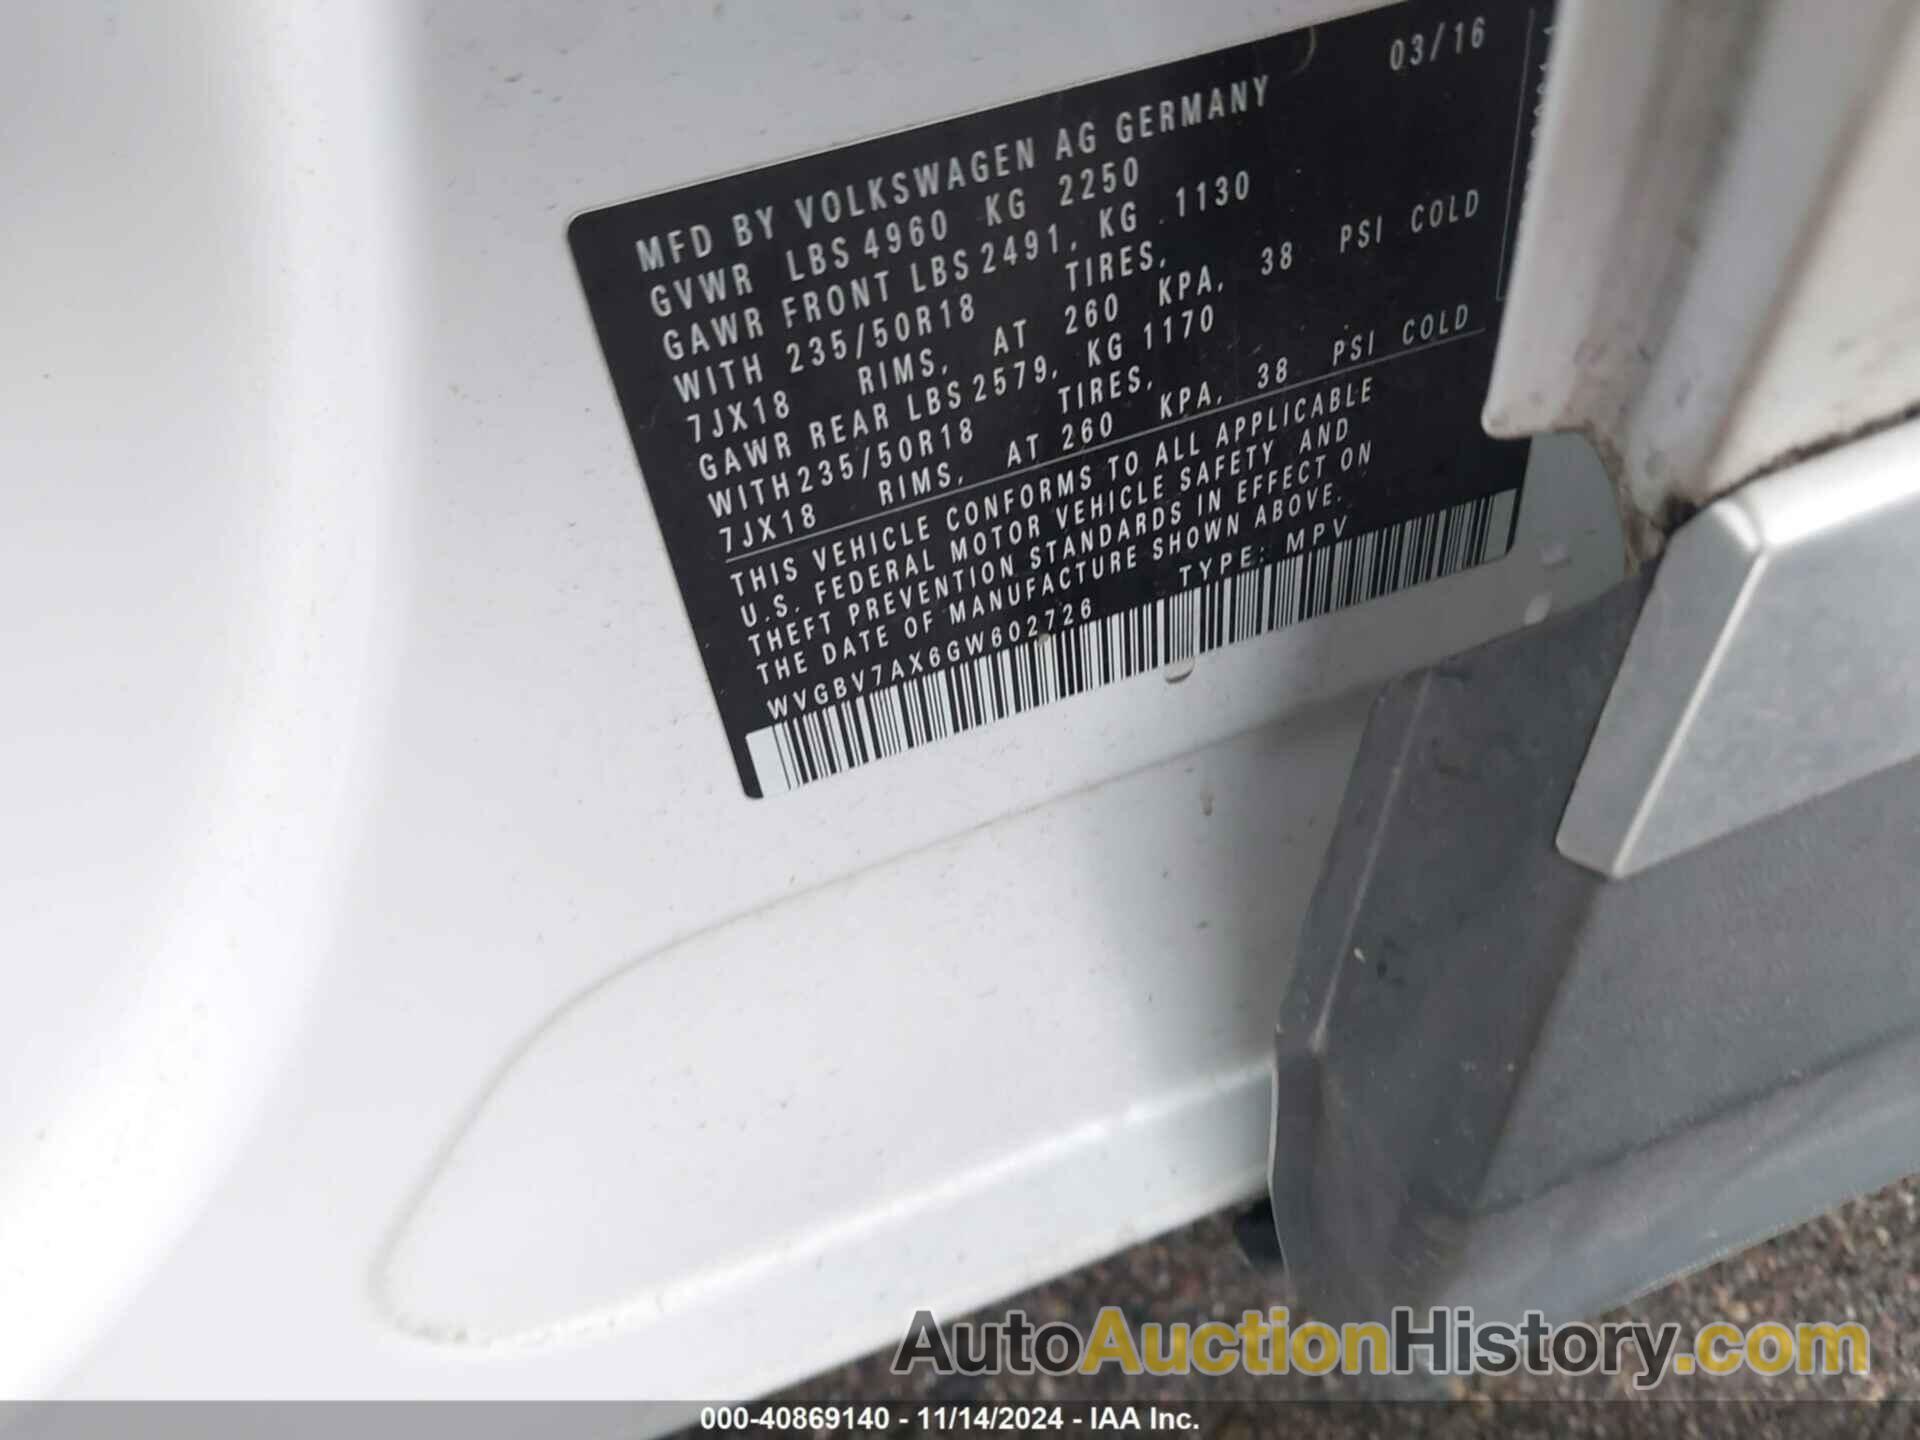 03/16
MFD BY VOLKSWAGEN AG GERMANY
GVWR LBS 4960 KG 2250
GAWR FRONT LBS 2491, KG 1130
WITH 235/50R18 TIRES,
7JX18 RIMS, AT 260 KPA, 38 PSI COLD
GAWR REAR LBS 2579, KG 1170
WITH 235/50R18 TIRES,
7JX18 RIMS, AT 260 KPA, 38 PSI COLD
THIS VEHICLE CONFORMS TO ALL APPLICABLE
U.S. FEDERAL MOTOR VEHICLE SAFETY AND
THEFT PREVENTION STANDARDS IN EFFECT ON
THE DATE OF MANUFACTURE SHOWN ABOVE.
WVGBV7AX6GW602726 TYPE: MPV
AutoAuctionHistory.com
000-40869140 - 11/14/2024 - IAA Inc.